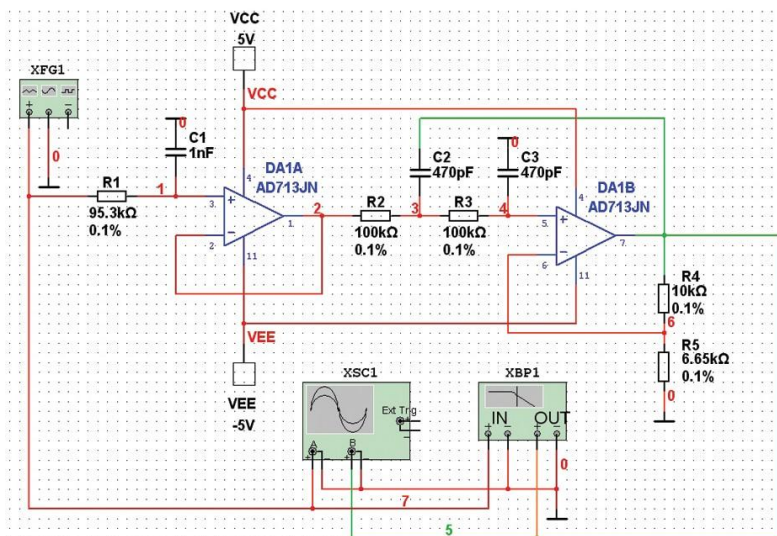 VCC
5V
XFG1
VCC
+
−
0
C1
1nF
0
C2
470pF
C3
470pF
0
4
DA1A
AD713JN
R1
1
3
+
−
2
11
1
2
95.3kΩ
0.1%
R2
3
R3
4
100kΩ
0.1%
100kΩ
0.1%
4
DA1B
AD713JN
5
+
−
6
7
11
R4
10kΩ
0.1%
6
R5
6.65kΩ
0.1%
0
VEE
VEE
-5V
XSC1
Ext Trig
+
A
B
+
−
+
−
XBP1
IN
OUT
+
−
+
−
0
7
5